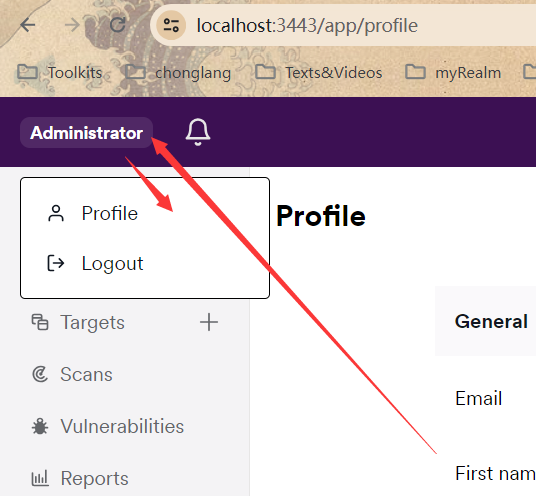 localhost:3443/app/profile
Toolkits chonglang Texts&Videos myRealm
Administrator
Profile
Profile
Logout
General
Targets
Scans
Email
Vulnerabilities
First nam
Reports